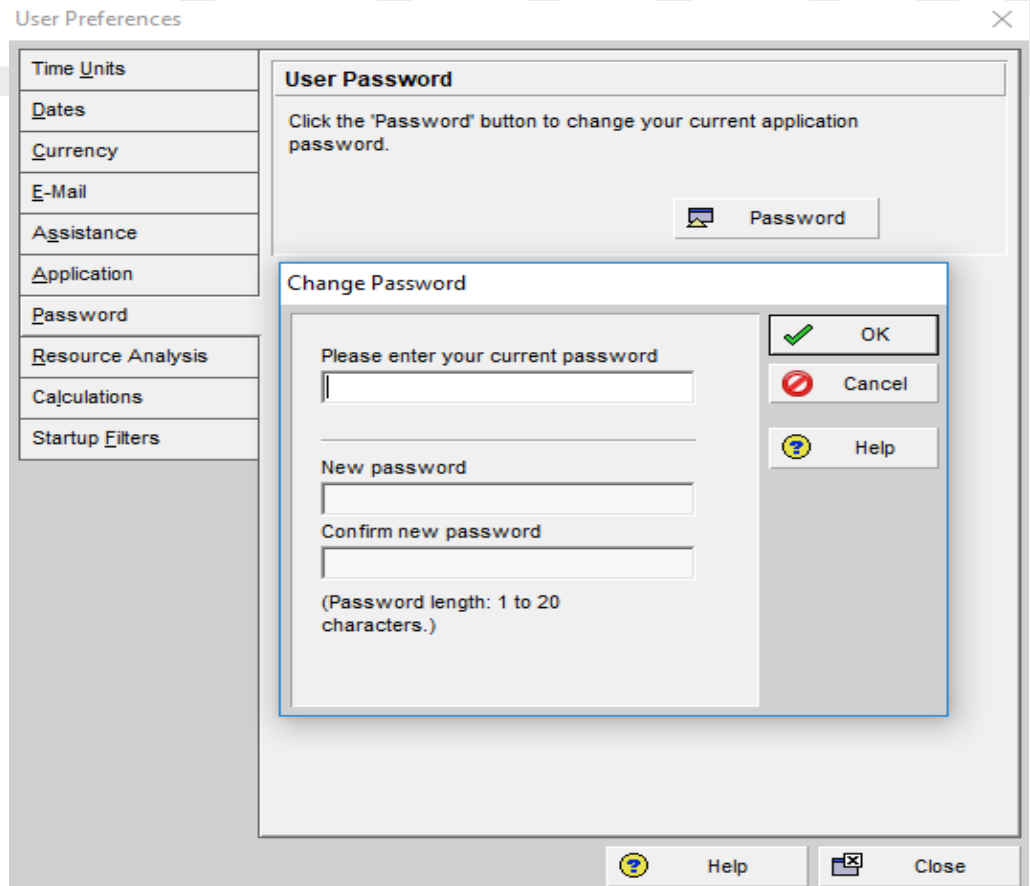 User Preferences
Time Units
Dates
Currency
E-Mail
Assistance
Application
Password
Resource Analysis
Calculations
Startup Filters
User Password
Click the 'Password' button to change your current application
password.
Password
Change Password
Please enter your current password
New password
Confirm new password
(Password length: 1 to 20
characters.)
OK
Cancel
Help
Help
Close